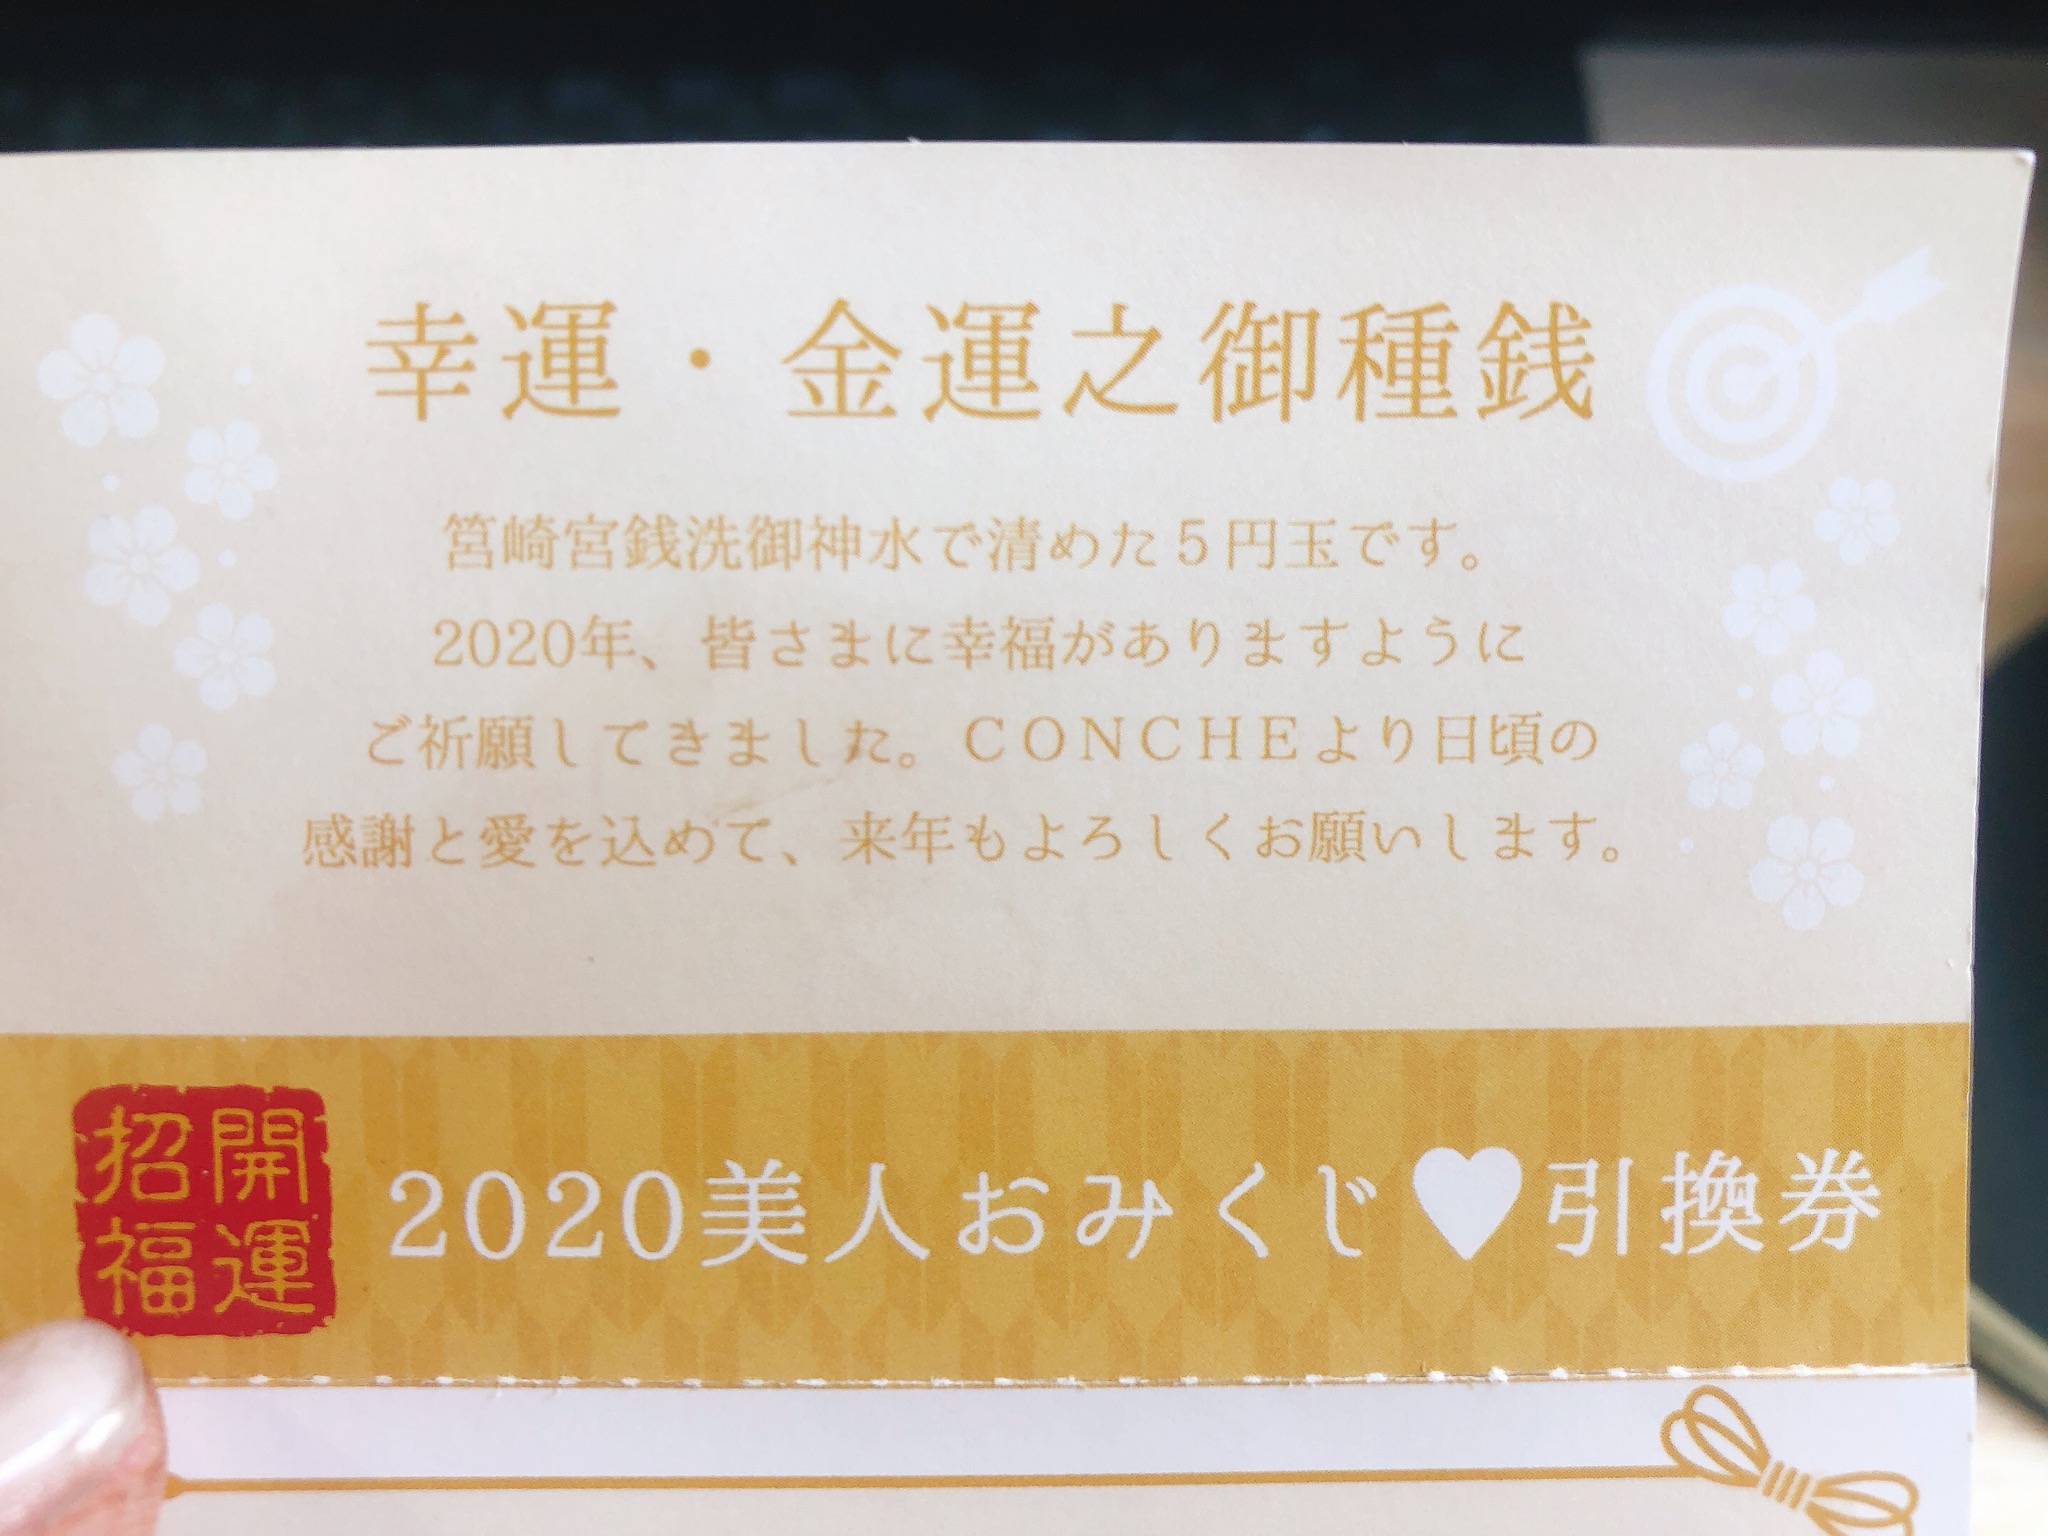 幸運・金運之御種銭
筥崎宮銭洗御神水で清めた５円玉です。
2020年、皆さまに幸福がありますように
ご祈願してきました。ＣＯＮＣＨＥより日頃の
感謝と愛を込めて、来年もよろしくお願いします。
開運
招福
2020美人おみくじ♥引換券